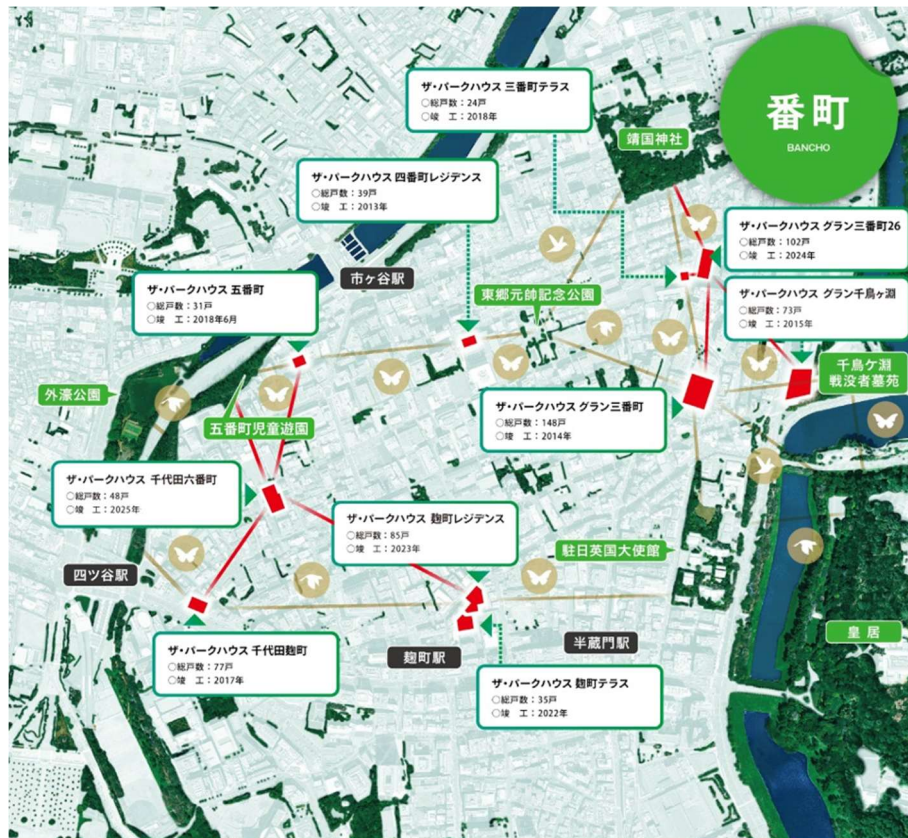 番町
BANCHO
ザ・パークハウス 三番町テラス
○総戸数：24戸
○竣　工：2018年
靖国神社
ザ・パークハウス 四番町レジデンス
○総戸数：39戸
○竣　工：2013年
ザ・パークハウス グラン三番町26
○総戸数：102戸
○竣　工：2024年
市ヶ谷駅
ザ・パークハウス 五番町
○総戸数：31戸
○竣　工：2018年6月
東郷元帥記念公園
ザ・パークハウス グラン千鳥ヶ淵
○総戸数：73戸
○竣　工：2015年
千鳥ケ淵
戦没者墓苑
外濠公園
五番町児童遊園
ザ・パークハウス グラン三番町
○総戸数：148戸
○竣　工：2014年
ザ・パークハウス 千代田六番町
○総戸数：48戸
○竣　工：2025年
ザ・パークハウス 麹町レジデンス
○総戸数：85戸
○竣　工：2023年
駐日英国大使館
四ツ谷駅
皇居
ザ・パークハウス 千代田麹町
○総戸数：77戸
○竣　工：2017年
麹町駅
半蔵門駅
ザ・パークハウス 麹町テラス
○総戸数：35戸
○竣　工：2022年